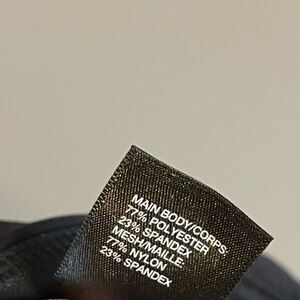 MAIN BODY/CORPS:
77% POLYESTER
23% SPANDEX
MESH/MAILLE:
77% NYLON
23% SPANDEX